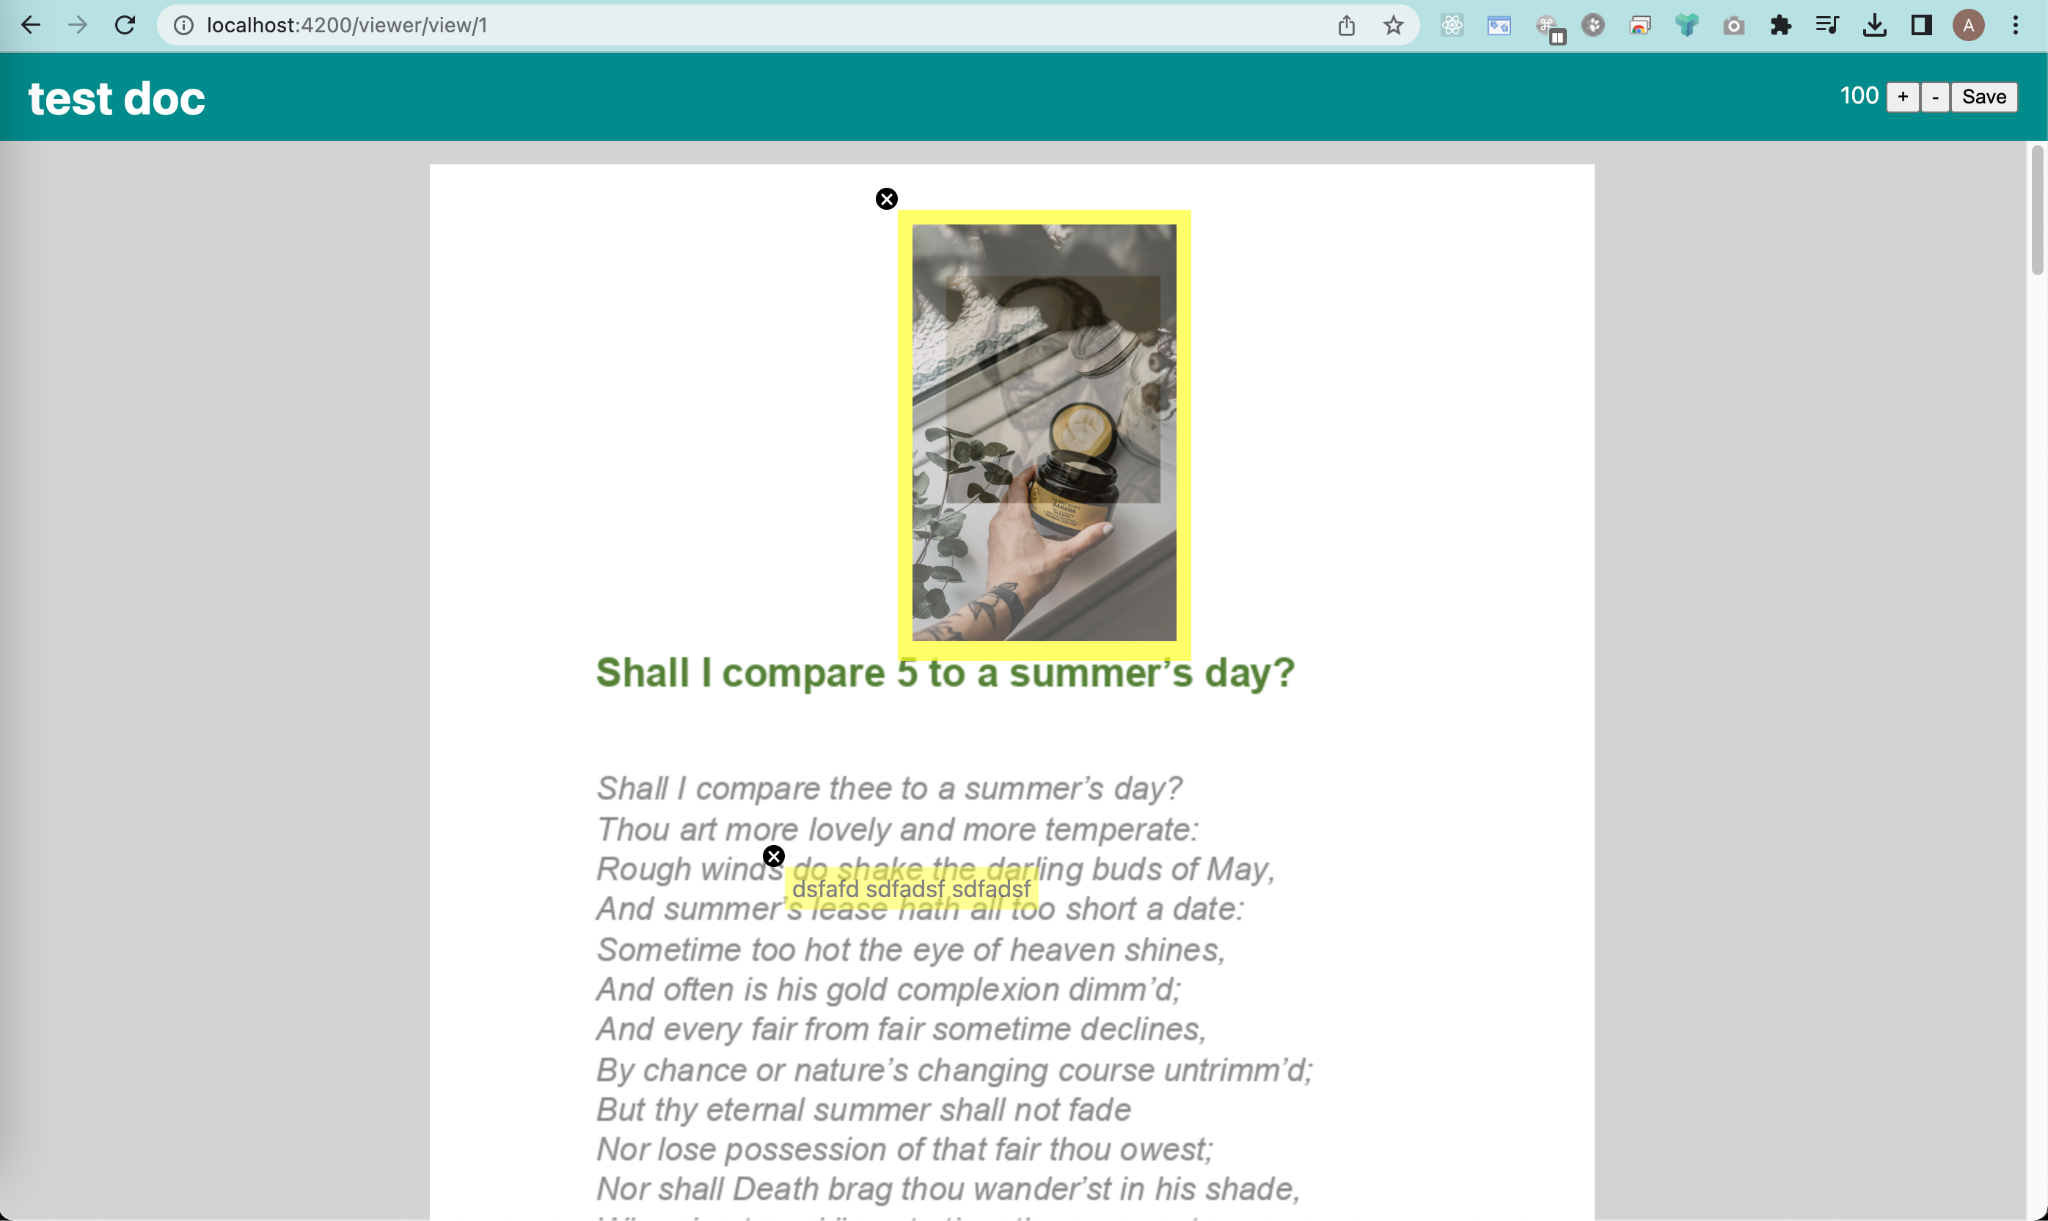 localhost:4200/viewer/view/1
A
test doc
100 + - Save
BANANA
Shall I compare 5 to a summer’s day?
Shall I compare thee to a summer’s day?
Thou art more lovely and more temperate:
Rough winds do shake the darling buds of May,
dsfafd sdfadsf sdfadsf
And summer’s lease hath all too short a date:
Sometime too hot the eye of heaven shines,
And often is his gold complexion dimm’d;
And every fair from fair sometime declines,
By chance or nature’s changing course untrimm’d;
But thy eternal summer shall not fade
Nor lose possession of that fair thou owest;
Nor shall Death brag thou wander’st in his shade,